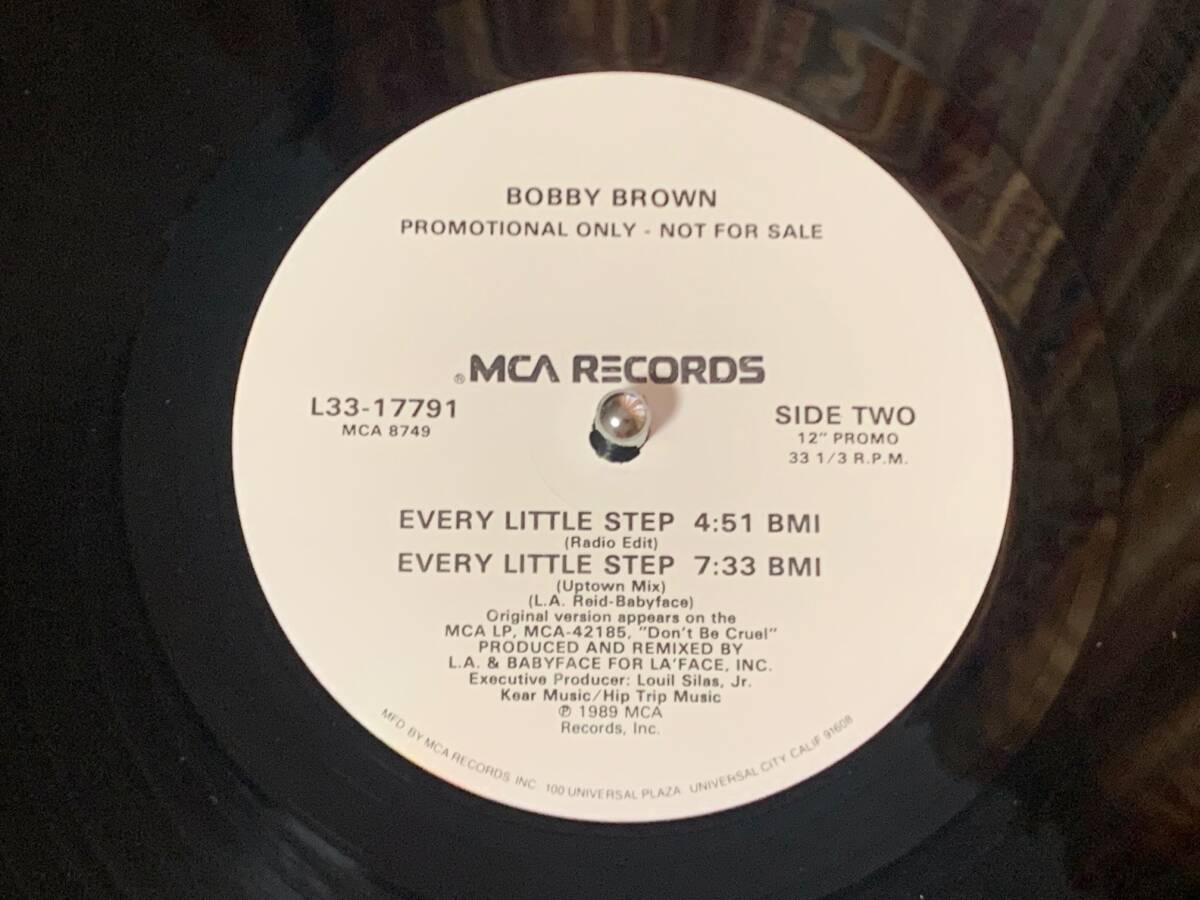 BOBBY BROWN
PROMOTIONAL ONLY - NOT FOR SALE
® MCA RECORDS
L33-17791
MCA 8749
SIDE TWO
12" PROMO
33 1/3 R.P.M.
EVERY LITTLE STEP 4:51 BMI
(Radio Edit)
EVERY LITTLE STEP 7:33 BMI
(Uptown Mix)
(L.A. Reid-Babyface)
Original version appears on the
MCA LP, MCA-42185, "Don't Be Cruel"
PRODUCED AND REMIXED BY
L.A. & BABYFACE FOR LA'FACE, INC.
Executive Producer: Louil Silas, Jr.
Kear Music/Hip Trip Music
℗ 1989 MCA
Records, Inc.
MFD BY MCA RECORDS INC 100 UNIVERSAL PLAZA UNIVERSAL CITY CALIF 91608